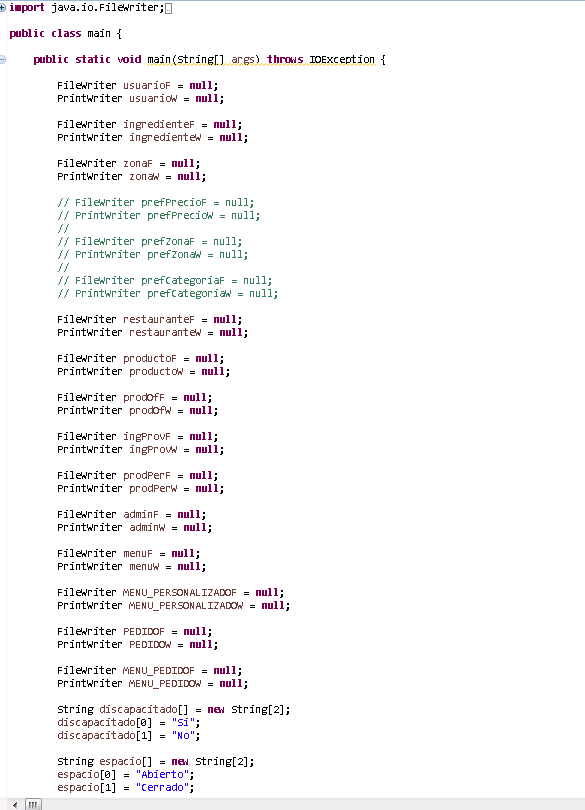 import java.io.FileWriter;
public class main {
public static void main(String[] args) throws IOException {
FileWriter usuarioF = null;
PrintWriter usuarioW = null;
FileWriter ingredienteF = null;
PrintWriter ingredienteW = null;
FileWriter zonaF = null;
PrintWriter zonaW = null;
// FileWriter prefPrecioF = null;
// PrintWriter prefPrecioW = null;
//
// FileWriter prefZonaF = null;
// PrintWriter prefZonaW = null;
//
// FileWriter prefCategoriaF = null;
// PrintWriter prefCategoriaW = null;
FileWriter restauranteF = null;
PrintWriter restauranteW = null;
FileWriter productoF = null;
PrintWriter productoW = null;
FileWriter prodOfF = null;
PrintWriter prodOfW = null;
FileWriter ingProvF = null;
PrintWriter ingProvW = null;
FileWriter prodPerF = null;
PrintWriter prodPerW = null;
FileWriter adminF = null;
PrintWriter adminW = null;
FileWriter menuF = null;
PrintWriter menuW = null;
FileWriter MENU_PERSONALIZADOF = null;
PrintWriter MENU_PERSONALIZADOW = null;
FileWriter PEDIDOF = null;
PrintWriter PEDIDOW = null;
FileWriter MENU_PEDIDOF = null;
PrintWriter MENU_PEDIDOW = null;
String discapacitado[] = new String[2];
discapacitado[0] = "Si";
discapacitado[1] = "No";
String espacio[] = new String[2];
espacio[0] = "Abierto";
espacio[1] = "Cerrado";